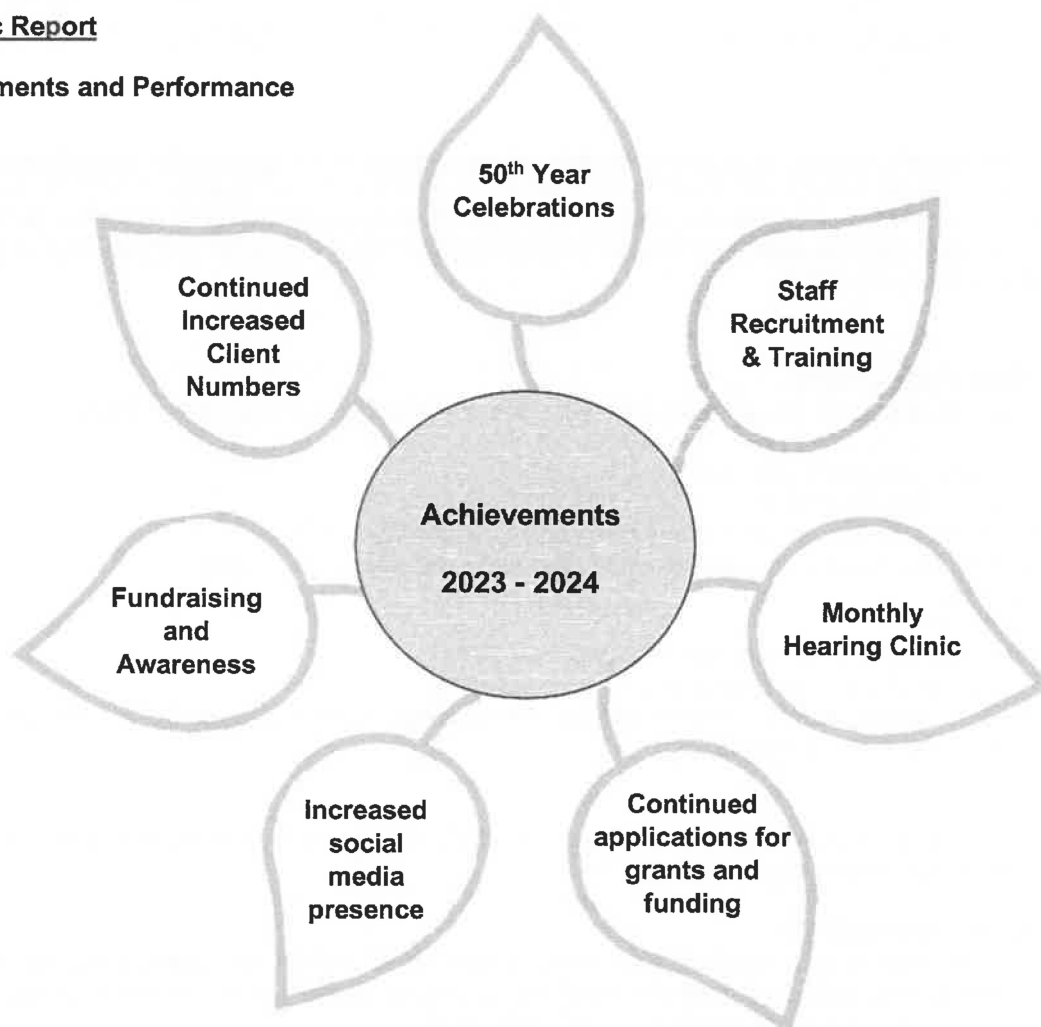 c Report
ments and Performance
50th Year
Celebrations
Staff
Recruitment
& Training
Monthly
Hearing Clinic
Continued
applications for
grants and
funding
Increased
social
media
presence
Fundraising
and
Awareness
Continued
Increased
Client
Numbers
Achievements
2023 - 2024